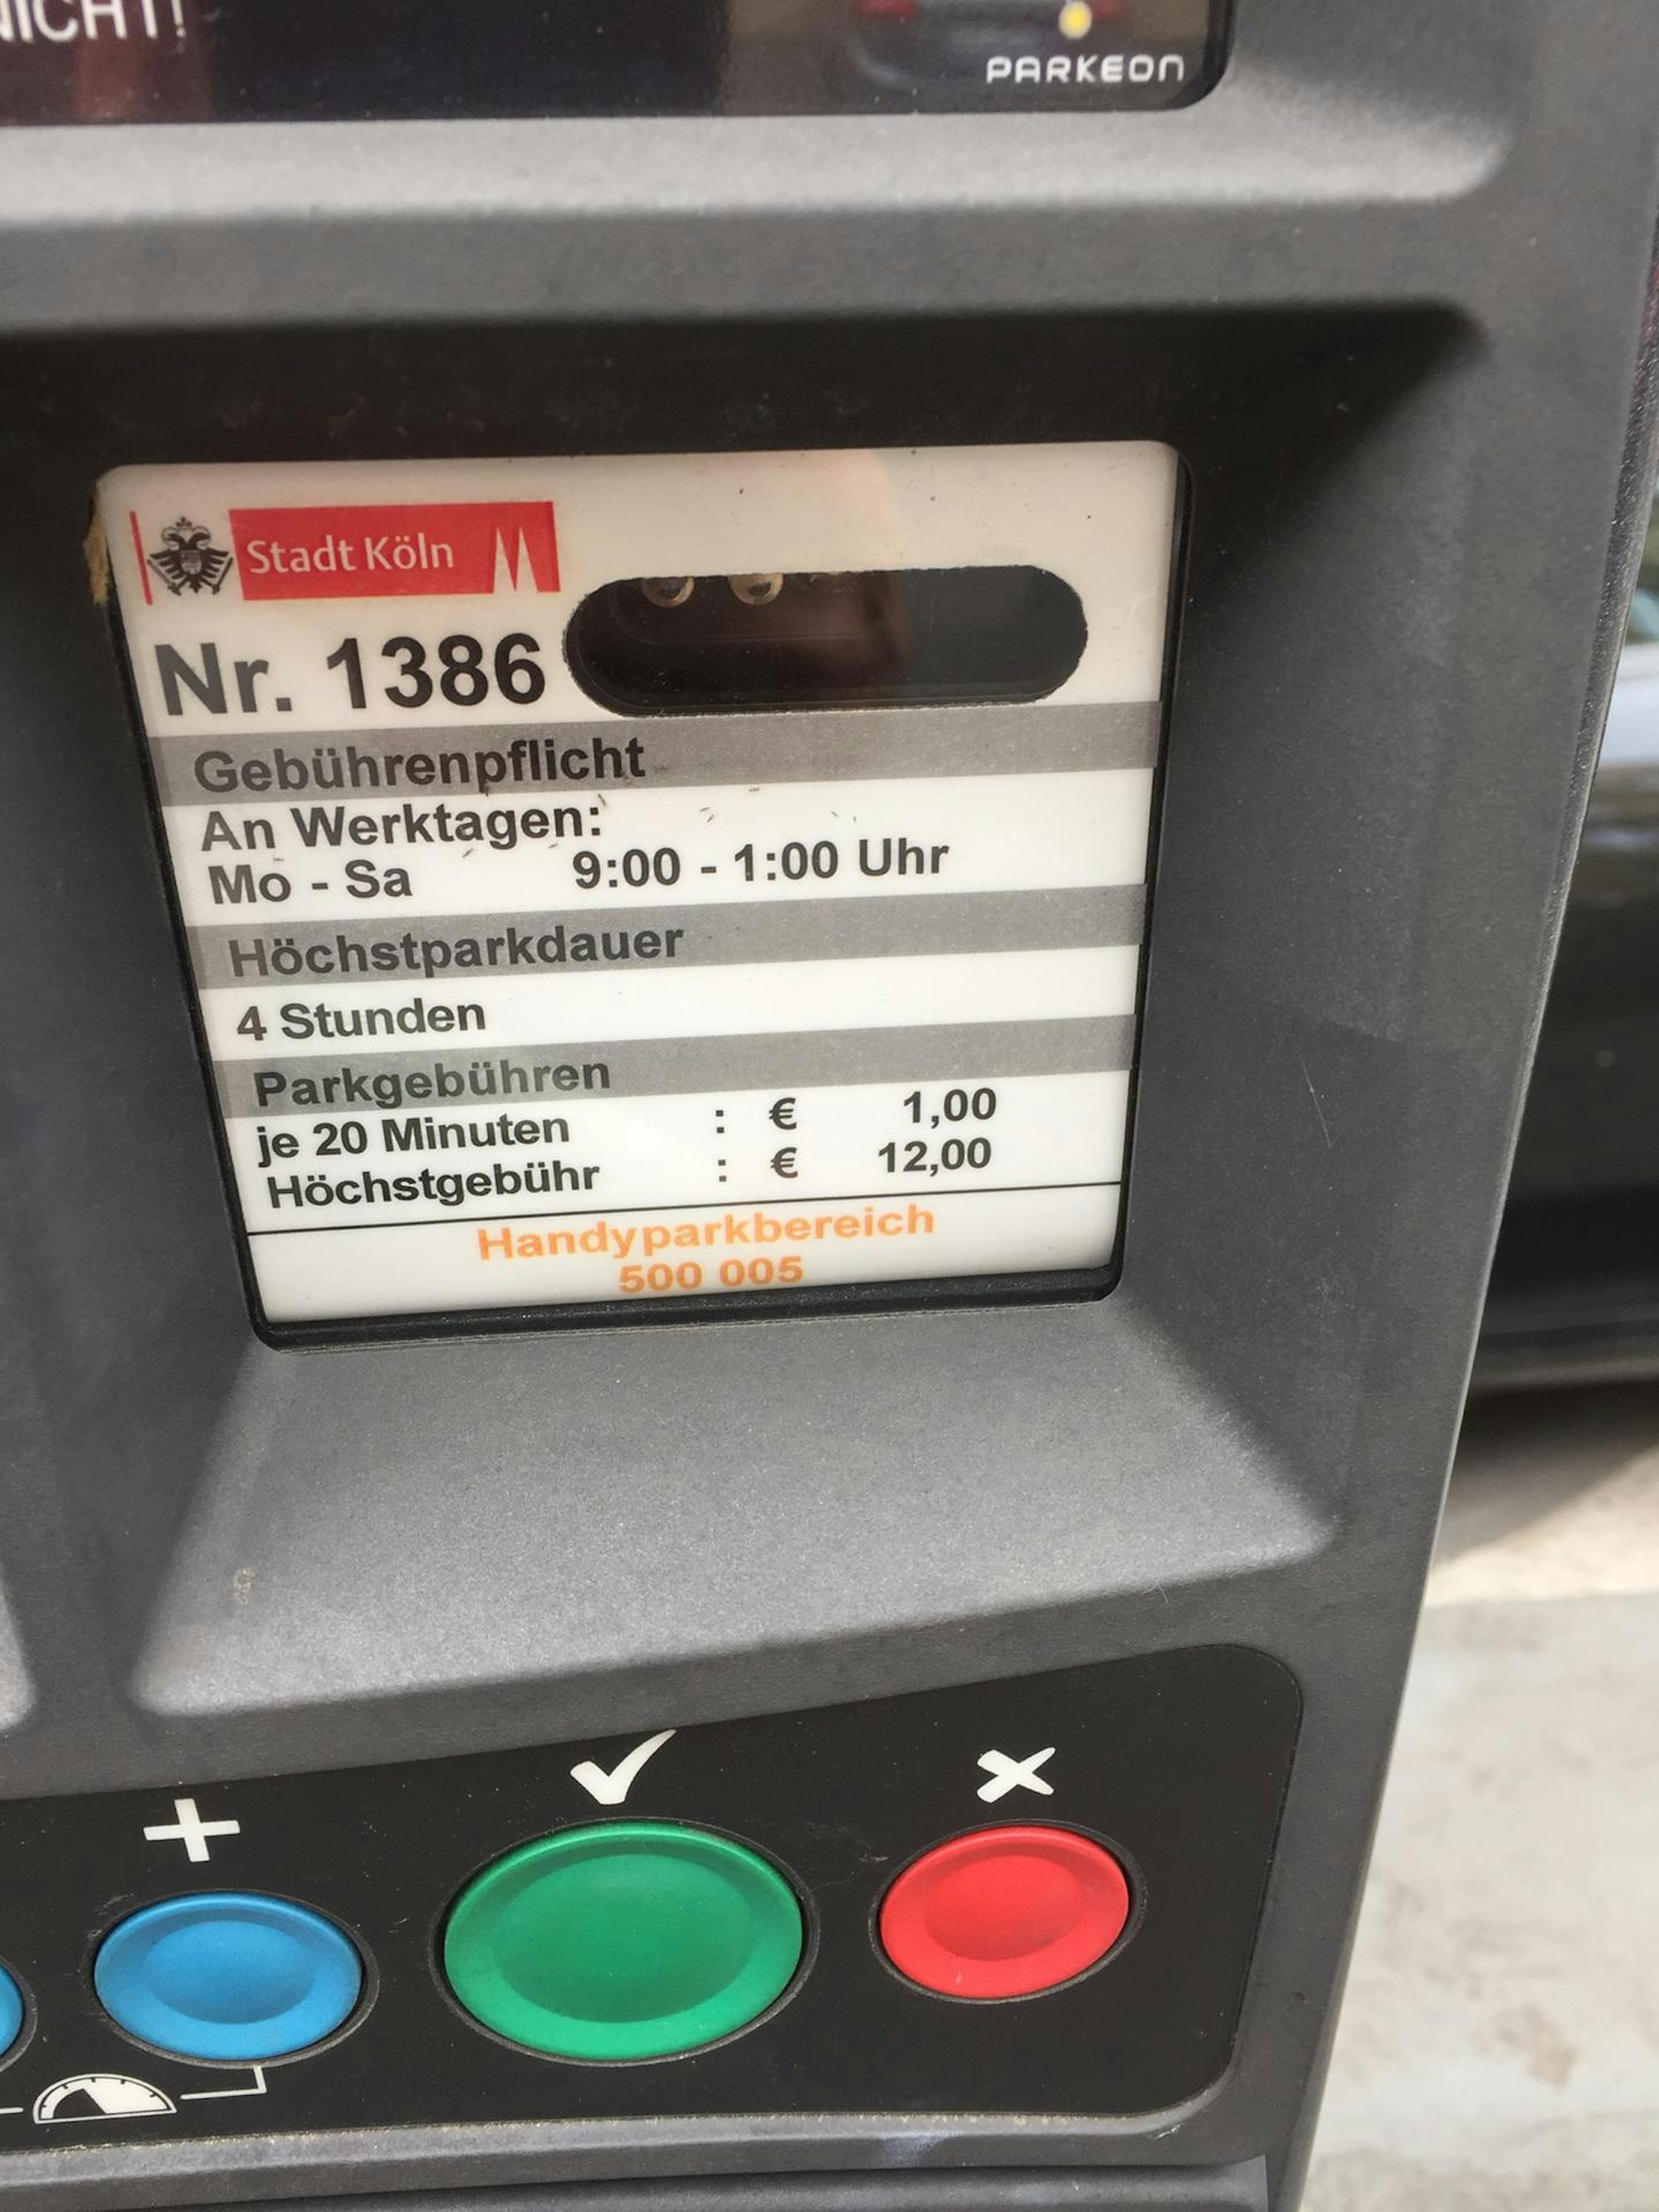 NICHT!
PARKEON
Stadt Köln
Nr. 1386
Gebührenpflicht
An Werktagen:
Mo - Sa 9:00 - 1:00 Uhr
Höchstparkdauer
4 Stunden
Parkgebühren
je 20 Minuten : € 1,00
Höchstgebühr : € 12,00
Handyparkbereich
500 005